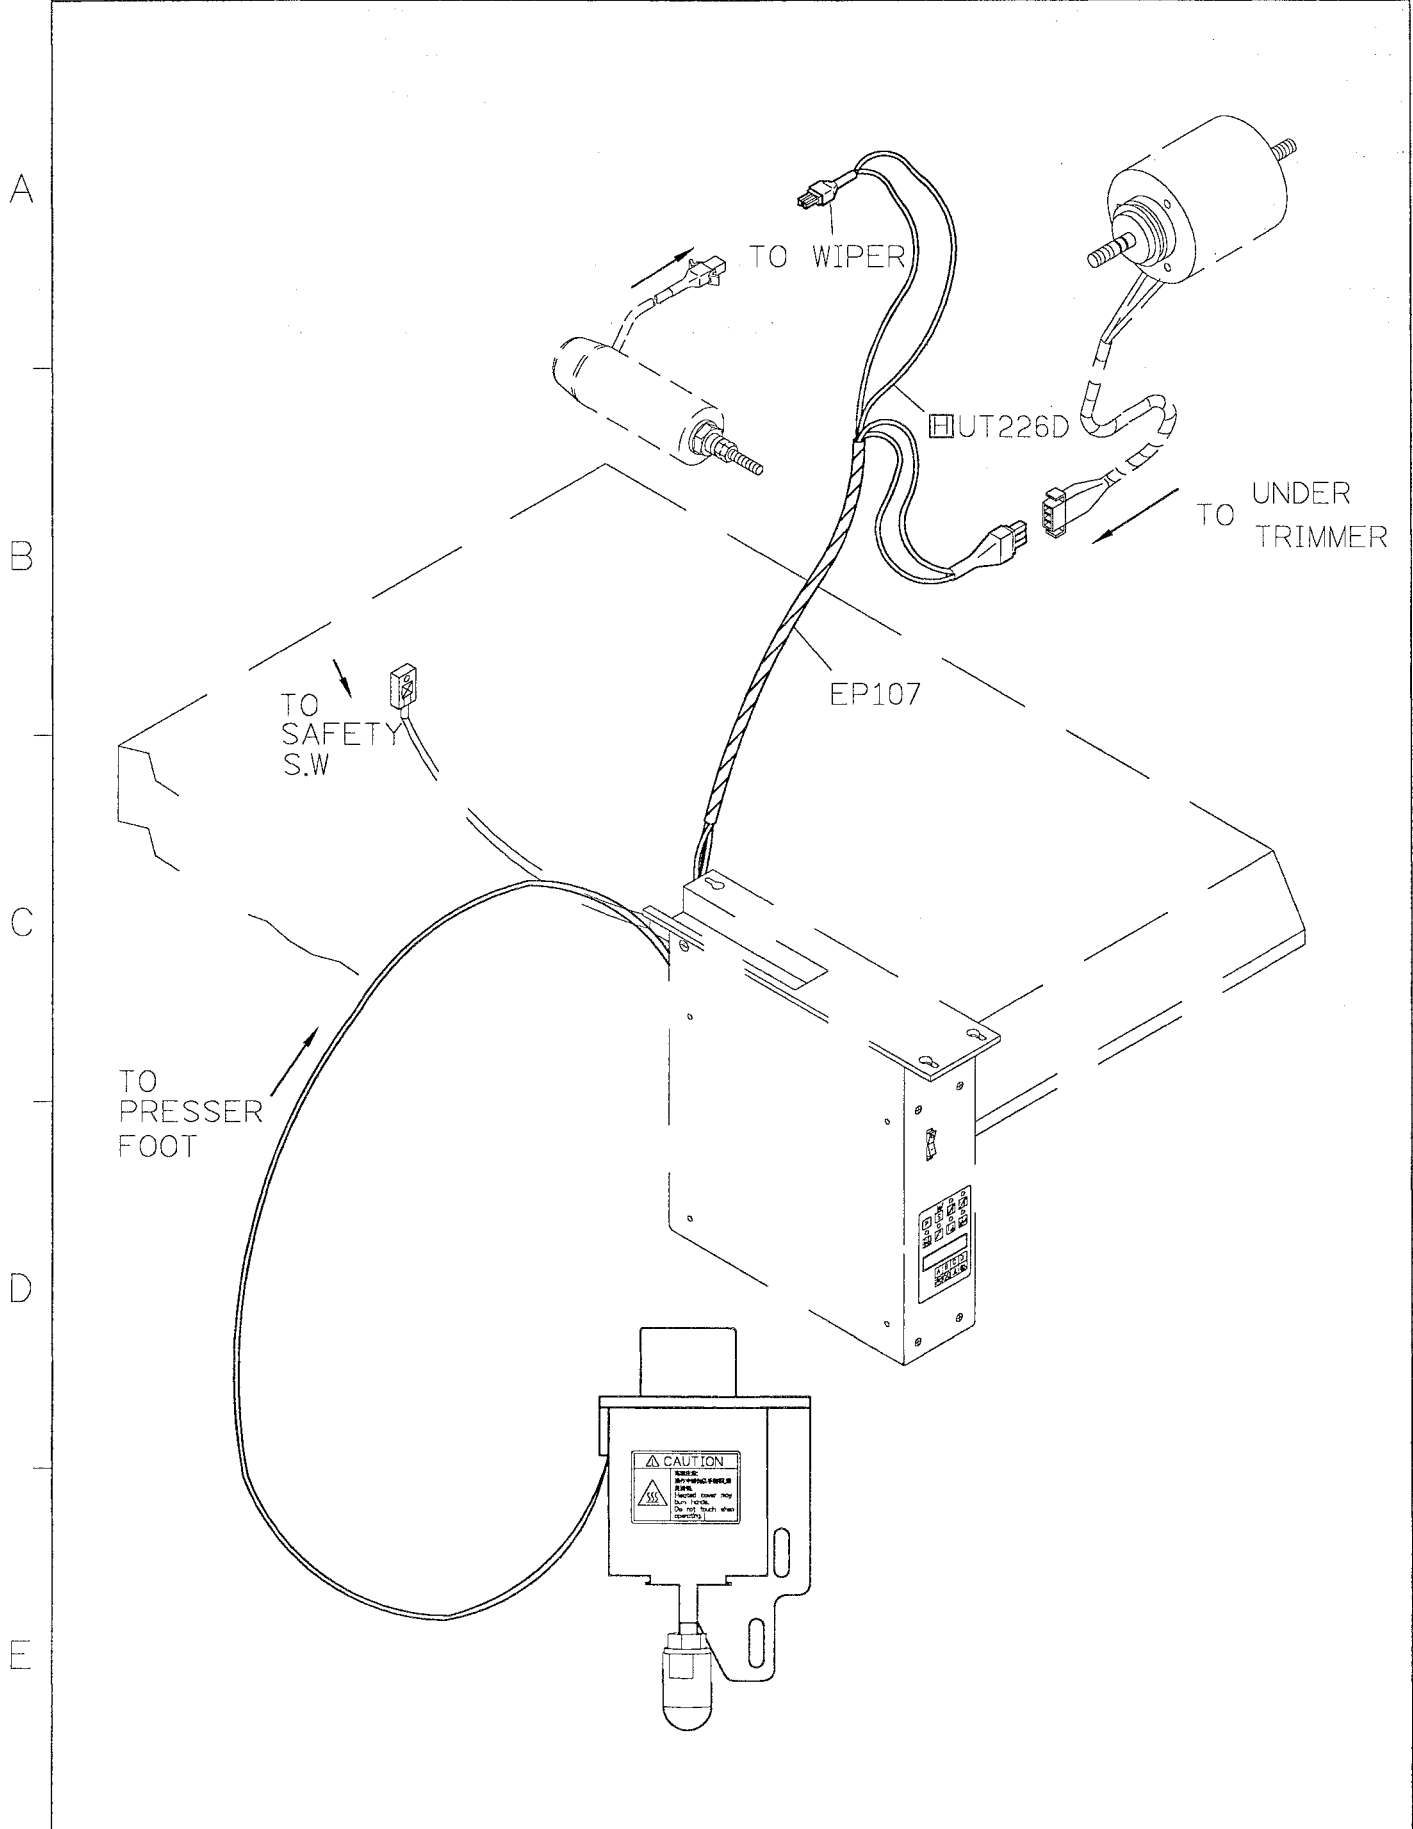 A
TO WIPER
HUT226D
UNDER
TO
TRIMMER
B
EP107
TO
SAFETY
S.W
C
TO
PRESSER
FOOT
A B C D
D
CAUTION
Heated cover may
burn hands.
Do not touch when
operating.
E